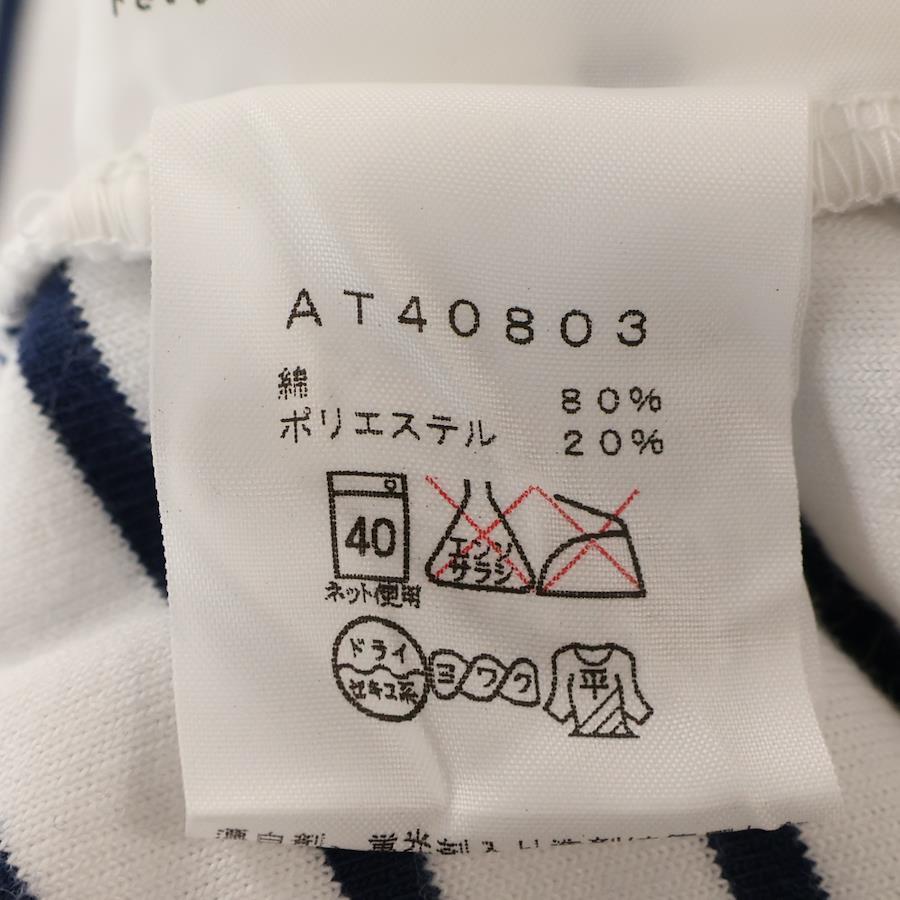 AT40803
綿 80%
ポリエステル 20%
40
エンソ
サラシ
ネット使用
ドライ
セキユ系
ヨワク
平